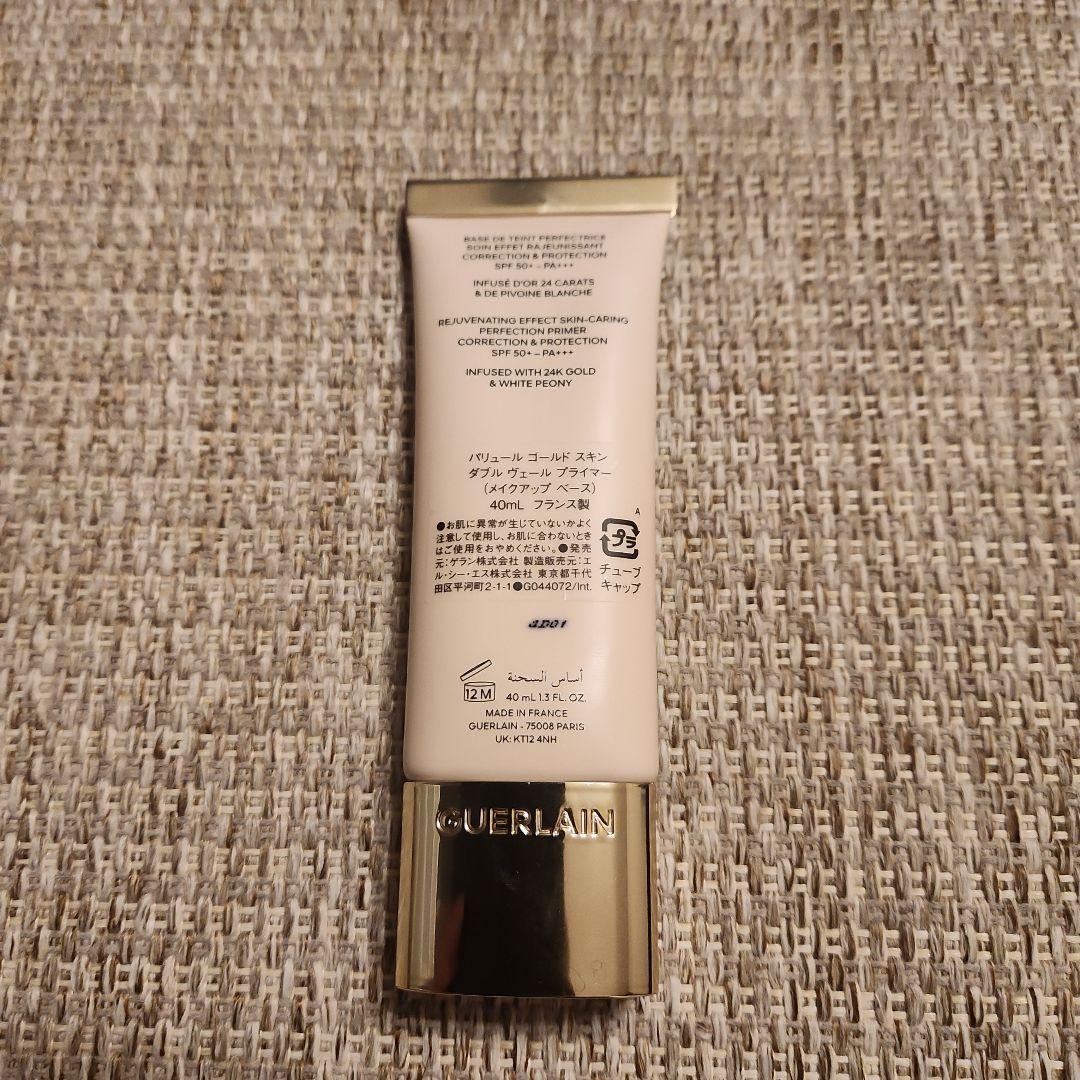 BASE DE TEINT PERFECTRICE
SOIN EFFET RAJEUNISSANT
CORRECTION & PROTECTION
SPF 50+ – PA+++
INFUSÉ D'OR 24 CARATS
& DE PIVOINE BLANCHE
REJUVENATING EFFECT SKIN-CARING
PERFECTION PRIMER
CORRECTION & PROTECTION
SPF 50+ – PA+++
INFUSED WITH 24K GOLD
& WHITE PEONY
パリュール ゴールド スキン
ダブル ヴェール プライマー
(メイクアップ ベース)
40mL フランス製
●お肌に異常が生じていないかよく
注意して使用し、お肌に合わないとき
はご使用をおやめください。●発売
元:ゲラン株式会社 製造販売元:エ
ル・シー・エス株式会社 東京都千代
田区平河町2-1-1●G044072/Int.
A
プラ
チューブ
キャップ
12 M
أساس السحنة
40 mL 1.3 FL. OZ.
MADE IN FRANCE
GUERLAIN - 75008 PARIS
UK: KT12 4NH
GUERLAIN